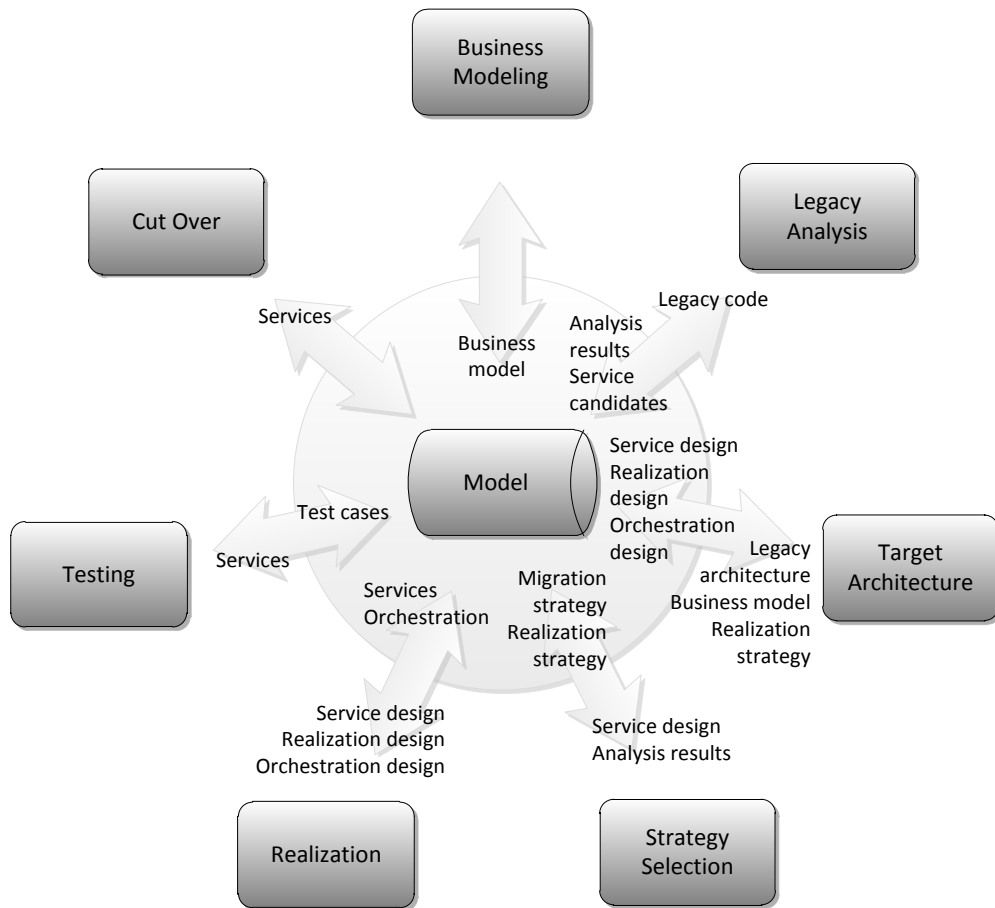 Business
Modeling
Cut Over
Legacy
Analysis
Services
Legacy code
Business
model
Analysis
results
Service
candidates
Model
Service design
Realization
design
Orchestration
design
Test cases
Services
Testing
Legacy
architecture
Business model
Realization
strategy
Target
Architecture
Services
Orchestration
Migration
strategy
Realization
strategy
Service design
Realization design
Orchestration design
Service design
Analysis results
Realization
Strategy
Selection